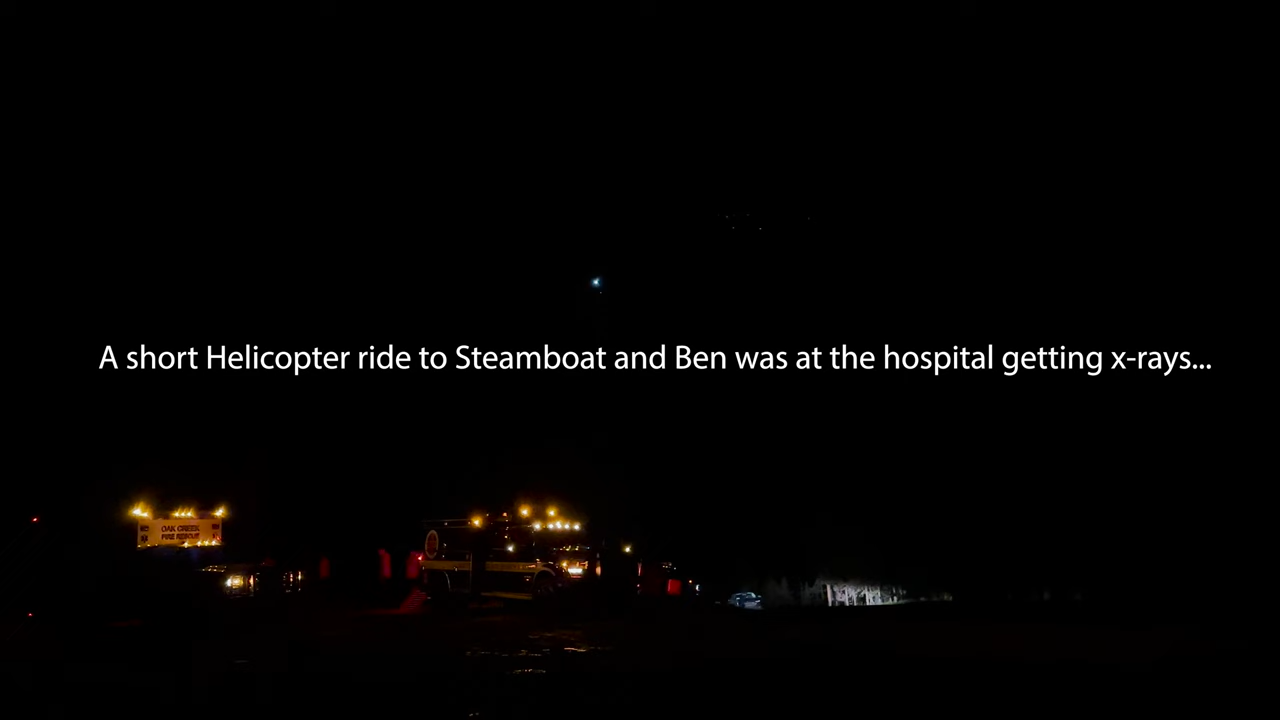 A short Helicopter ride to Steamboat and Ben was at the hospital getting x-rays...
OAK CREEK
FIRE RESCUE